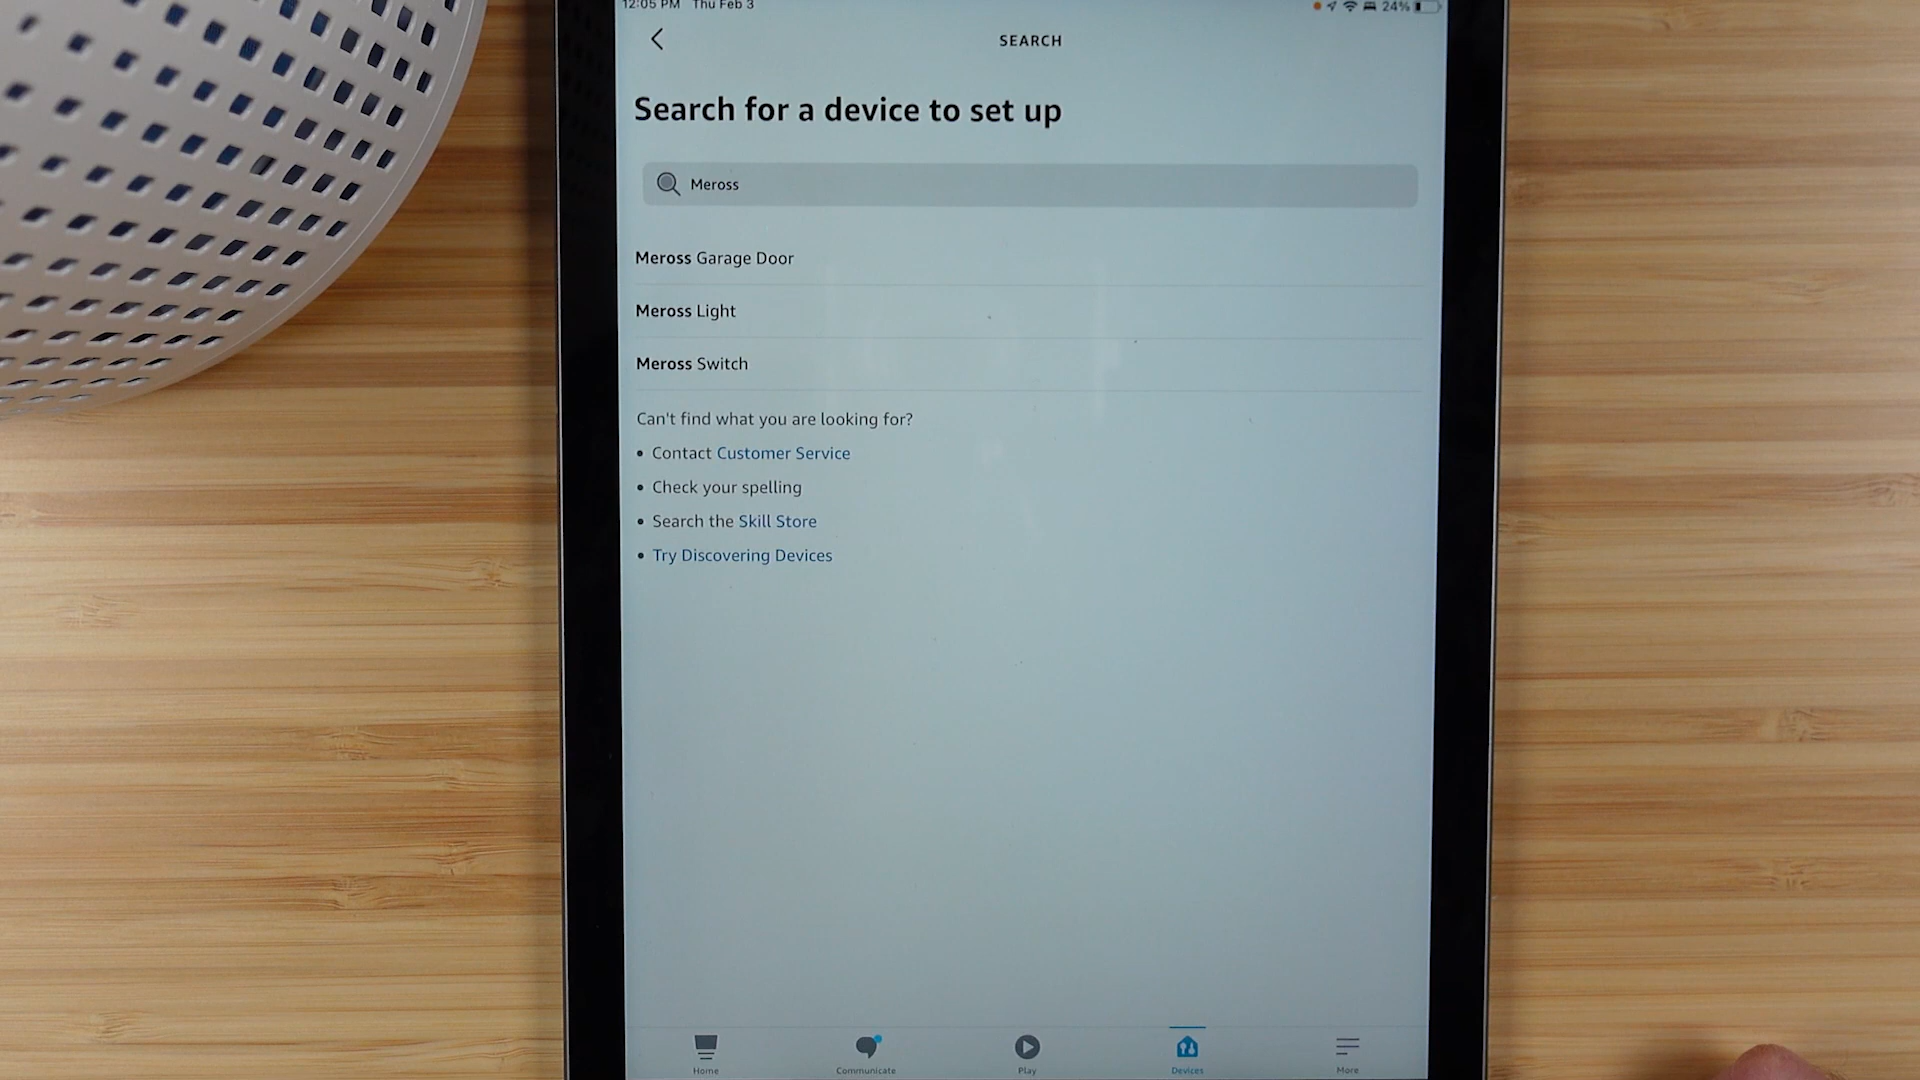 12:05 PM Thu Feb 3
24%
SEARCH
Search for a device to set up
Meross
Meross Garage Door
Meross Light
Meross Switch
Can't find what you are looking for?
• Contact Customer Service
• Check your spelling
• Search the Skill Store
• Try Discovering Devices
Home Communicate Play Devices More